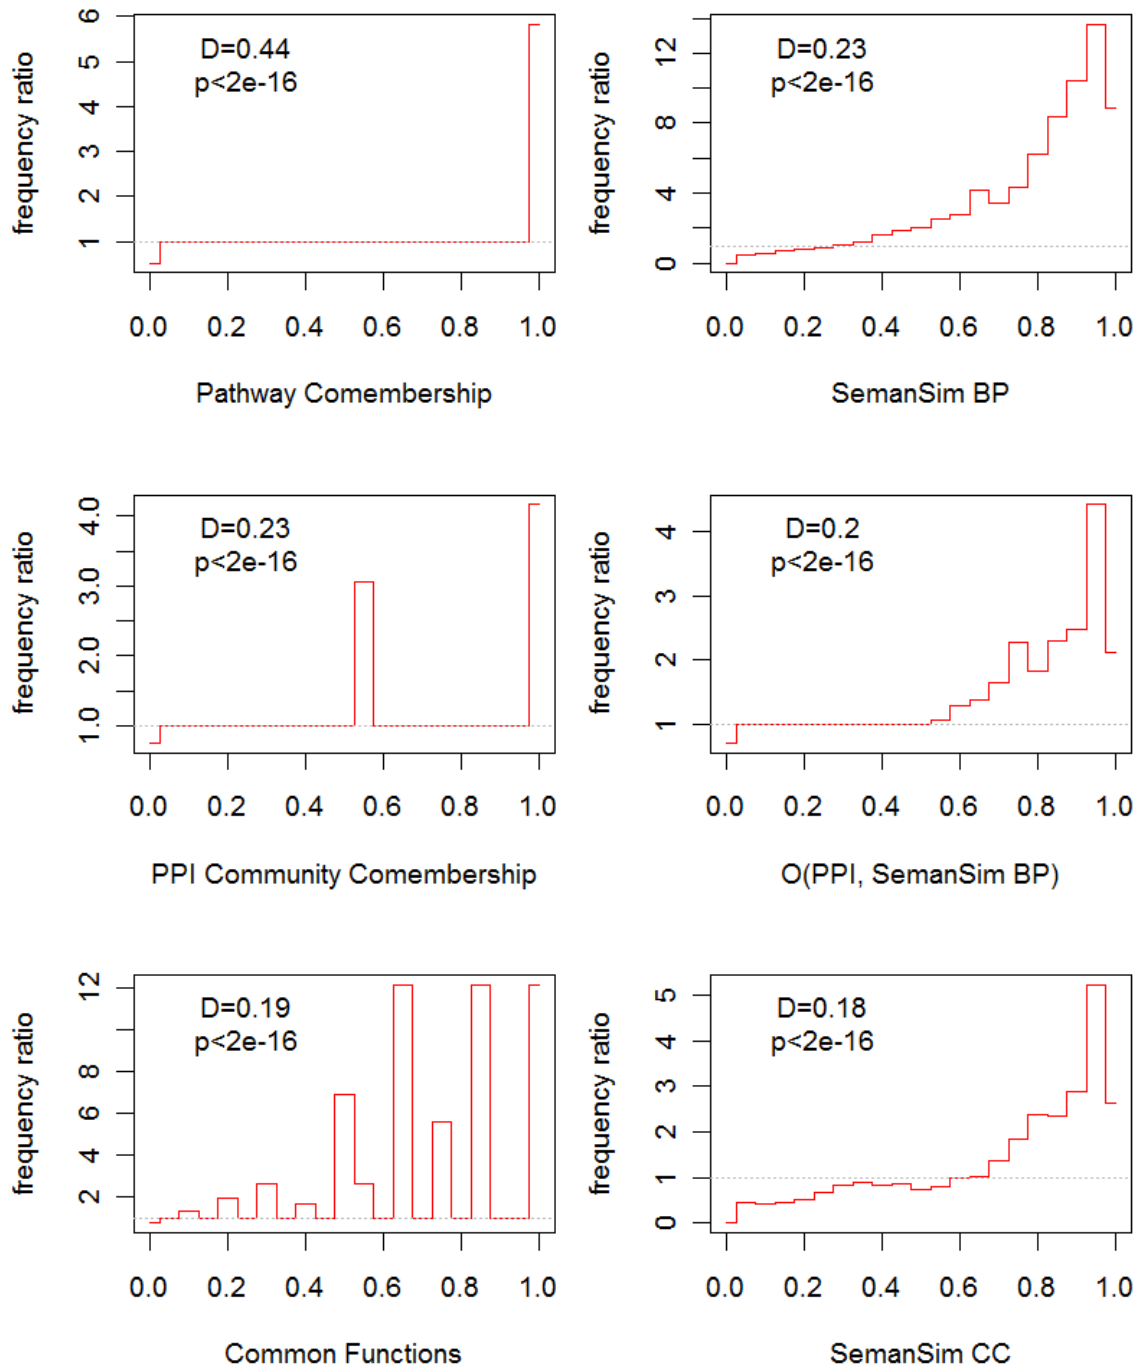 frequency ratio
6
5
4
3
2
1
D=0.44
p<2e-16
0.0 0.2 0.4 0.6 0.8 1.0
Pathway Comembership
frequency ratio
12
8
4
0
D=0.23
p<2e-16
0.0 0.2 0.4 0.6 0.8 1.0
SemanSim BP
frequency ratio
4.0
3.0
2.0
1.0
D=0.23
p<2e-16
0.0 0.2 0.4 0.6 0.8 1.0
PPI Community Comembership
frequency ratio
4
3
2
1
D=0.2
p<2e-16
0.0 0.2 0.4 0.6 0.8 1.0
O(PPI, SemanSim BP)
frequency ratio
12
8
6
4
2
D=0.19
p<2e-16
0.0 0.2 0.4 0.6 0.8 1.0
Common Functions
frequency ratio
5
4
3
2
1
0
D=0.18
p<2e-16
0.0 0.2 0.4 0.6 0.8 1.0
SemanSim CC